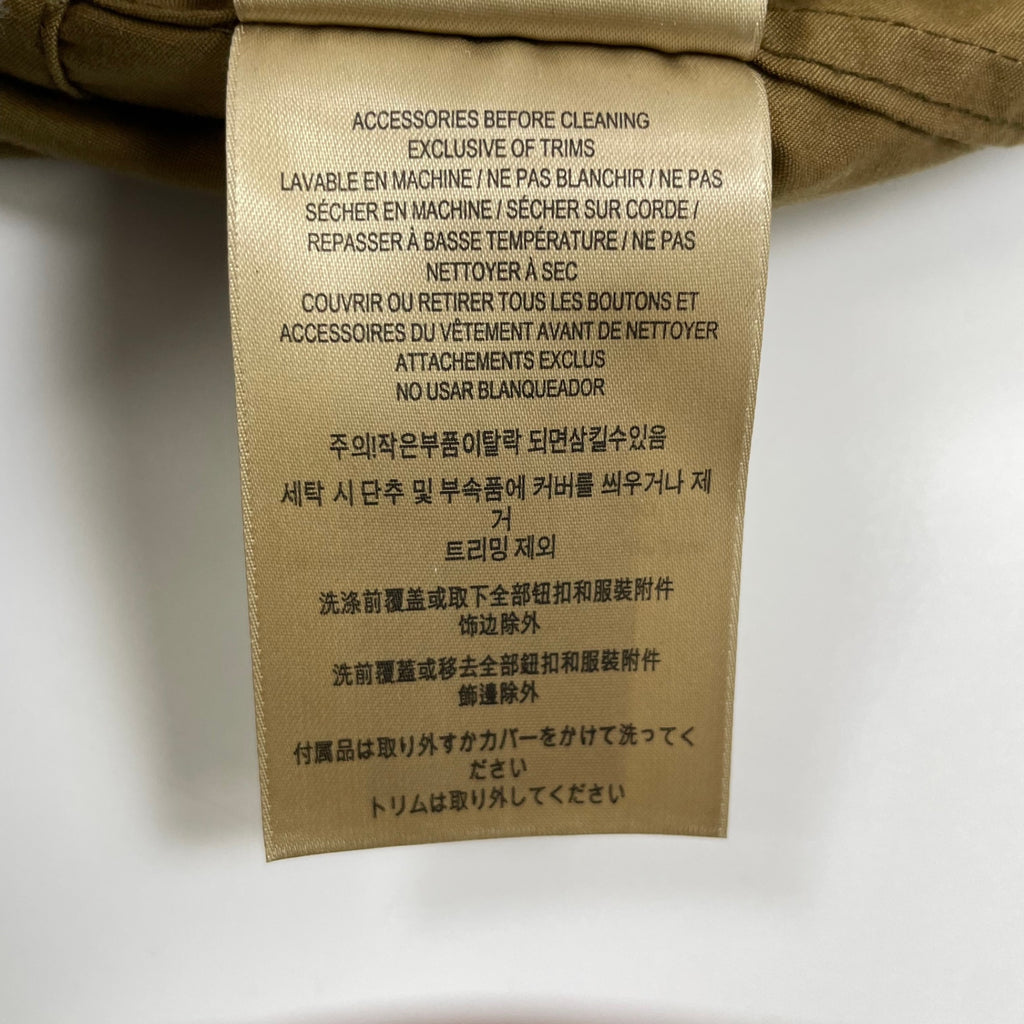 ACCESSORIES BEFORE CLEANING
EXCLUSIVE OF TRIMS
LAVABLE EN MACHINE / NE PAS BLANCHIR / NE PAS
SÉCHER EN MACHINE / SÉCHER SUR CORDE /
REPASSER À BASSE TEMPÉRATURE / NE PAS
NETTOYER À SEC
COUVRIR OU RETIRER TOUS LES BOUTONS ET
ACCESSOIRES DU VÊTEMENT AVANT DE NETTOYER
ATTACHEMENTS EXCLUS
NO USAR BLANQUEADOR
주의!작은부품이탈락 되면삼킬수있음
세탁 시 단추 및 부속품에 커버를 씌우거나 제
거
트리밍 제외
洗涤前覆盖或取下全部钮扣和服裝附件
饰边除外
洗前覆蓋或移去全部鈕扣和服裝附件
飾邊除外
付属品は取り外すかカバーをかけて洗ってく
ださい
トリムは取り外してください